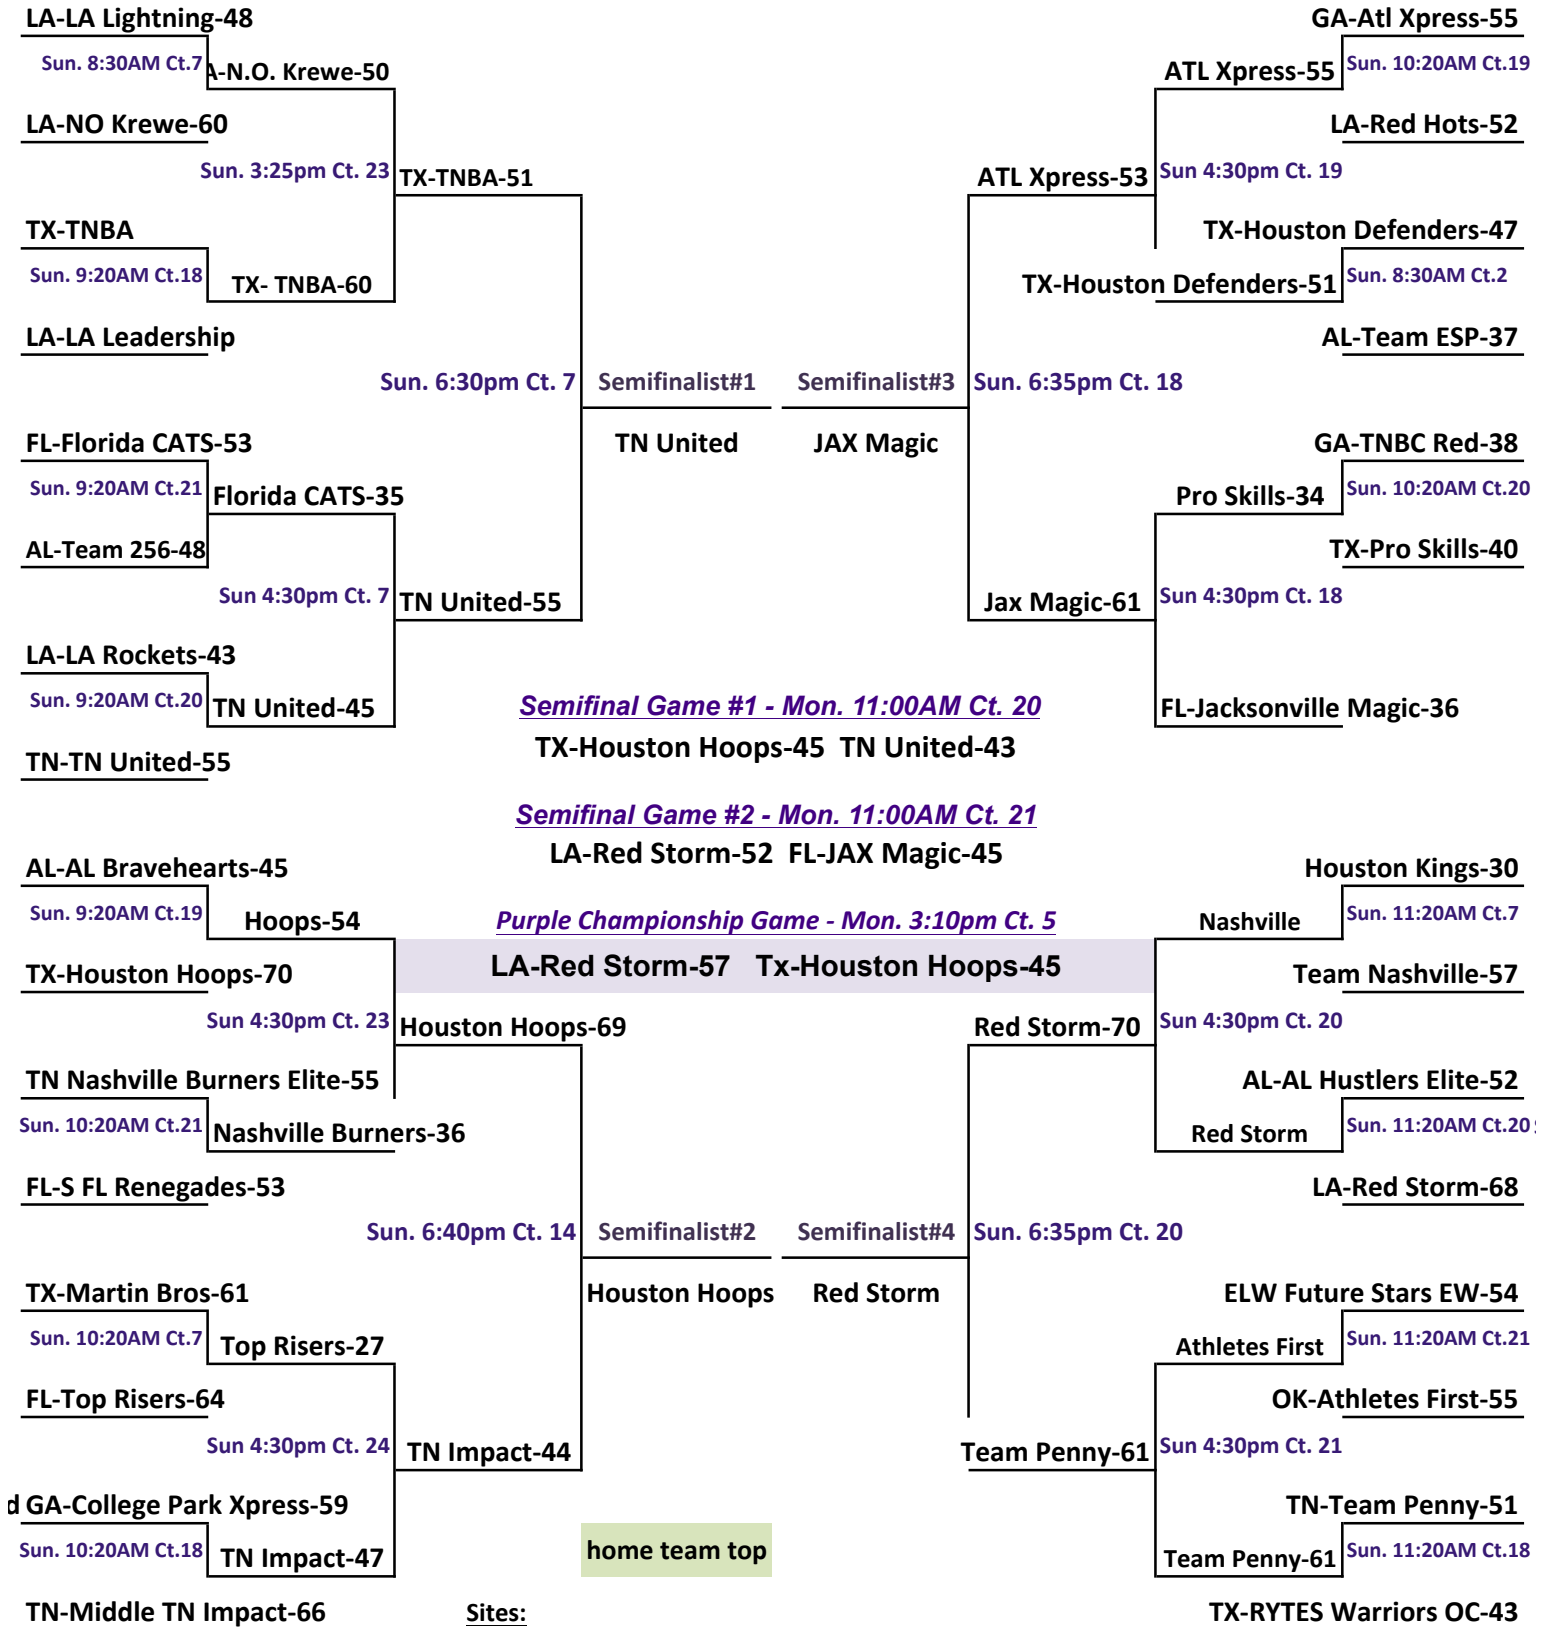 LA-LA Lightning-48
GA-Atl Xpress-55
Sun. 8:30AM Ct.7
A-N.O. Krewe-50
ATL Xpress-55
Sun. 10:20AM Ct.19
LA-NO Krewe-60
LA-Red Hots-52
Sun. 3:25pm Ct. 23
TX-TNBA-51
ATL Xpress-53
Sun 4:30pm Ct. 19
TX-TNBA
TX-Houston Defenders-47
Sun. 9:20AM Ct.18
TX- TNBA-60
TX-Houston Defenders-51
Sun. 8:30AM Ct.2
LA-LA Leadership
AL-Team ESP-37
Sun. 6:30pm Ct. 7
Semifinalist#1
Semifinalist#3
Sun. 6:35pm Ct. 18
FL-Florida CATS-53
TN United
JAX Magic
GA-TNBC Red-38
Sun. 9:20AM Ct.21
Florida CATS-35
Pro Skills-34
Sun. 10:20AM Ct.20
AL-Team 256-48
TX-Pro Skills-40
Sun 4:30pm Ct. 7
TN United-55
Jax Magic-61
Sun 4:30pm Ct. 18
LA-LA Rockets-43
Sun. 9:20AM Ct.20
TN United-45
Semifinal Game #1 - Mon. 11:00AM Ct. 20
FL-Jacksonville Magic-36
TX-Houston Hoops-45 TN United-43
TN-TN United-55
Semifinal Game #2 - Mon. 11:00AM Ct. 21
LA-Red Storm-52 FL-JAX Magic-45
AL-AL Bravehearts-45
Houston Kings-30
Sun. 9:20AM Ct.19
Hoops-54
Purple Championship Game - Mon. 3:10pm Ct. 5
Nashville
Sun. 11:20AM Ct.7
TX-Houston Hoops-70
LA-Red Storm-57 Tx-Houston Hoops-45
Team Nashville-57
Sun 4:30pm Ct. 23
Houston Hoops-69
Red Storm-70
Sun 4:30pm Ct. 20
TN Nashville Burners Elite-55
AL-AL Hustlers Elite-52
Sun. 10:20AM Ct.21
Nashville Burners-36
Red Storm
Sun. 11:20AM Ct.20
FL-S FL Renegades-53
LA-Red Storm-68
Sun. 6:40pm Ct. 14
Semifinalist#2
Semifinalist#4
Sun. 6:35pm Ct. 20
TX-Martin Bros-61
Houston Hoops
Red Storm
ELW Future Stars EW-54
Sun. 10:20AM Ct.7
Top Risers-27
Athletes First
Sun. 11:20AM Ct.21
FL-Top Risers-64
OK-Athletes First-55
Sun 4:30pm Ct. 24
TN Impact-44
Team Penny-61
Sun 4:30pm Ct. 21
d GA-College Park Xpress-59
TN-Team Penny-51
Sun. 10:20AM Ct.18
TN Impact-47
home team top
Team Penny-61
Sun. 11:20AM Ct.18
TN-Middle TN Impact-66
Sites:
TX-RYTES Warriors OC-43